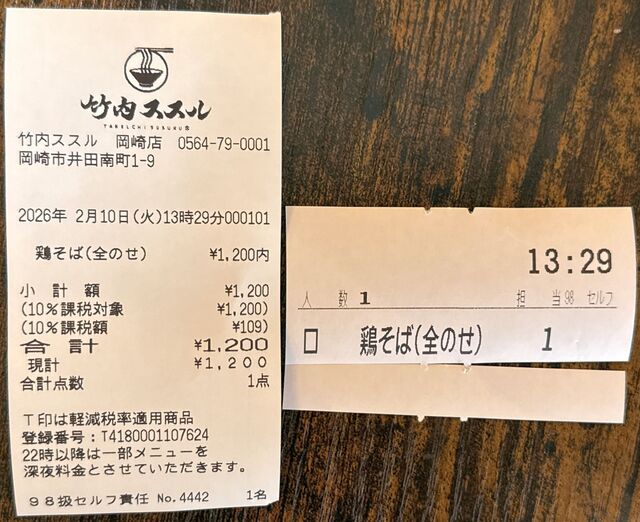 竹内ススル
TAKEUCHI SUSURU
竹内ススル 岡崎店 0564-79-0001
岡崎市井田南町1-9
2026年 2月10日(火)13時29分000101
鶏そば(全のせ) ¥1,200内
小計額 ¥1,200
(10%課税対象 ¥1,200)
(10%課税額 ¥109)
合計 ¥1,200
現計 ¥1,200
合計点数 1点
T印は軽減税率適用商品
登録番号:T4180001107624
22時以降は一部メニューを
深夜料金とさせていただきます。
98扱セルフ責任 No.4442 1名
13:29
人数1 担当98 セルフ
□ 鶏そば(全のせ) 1